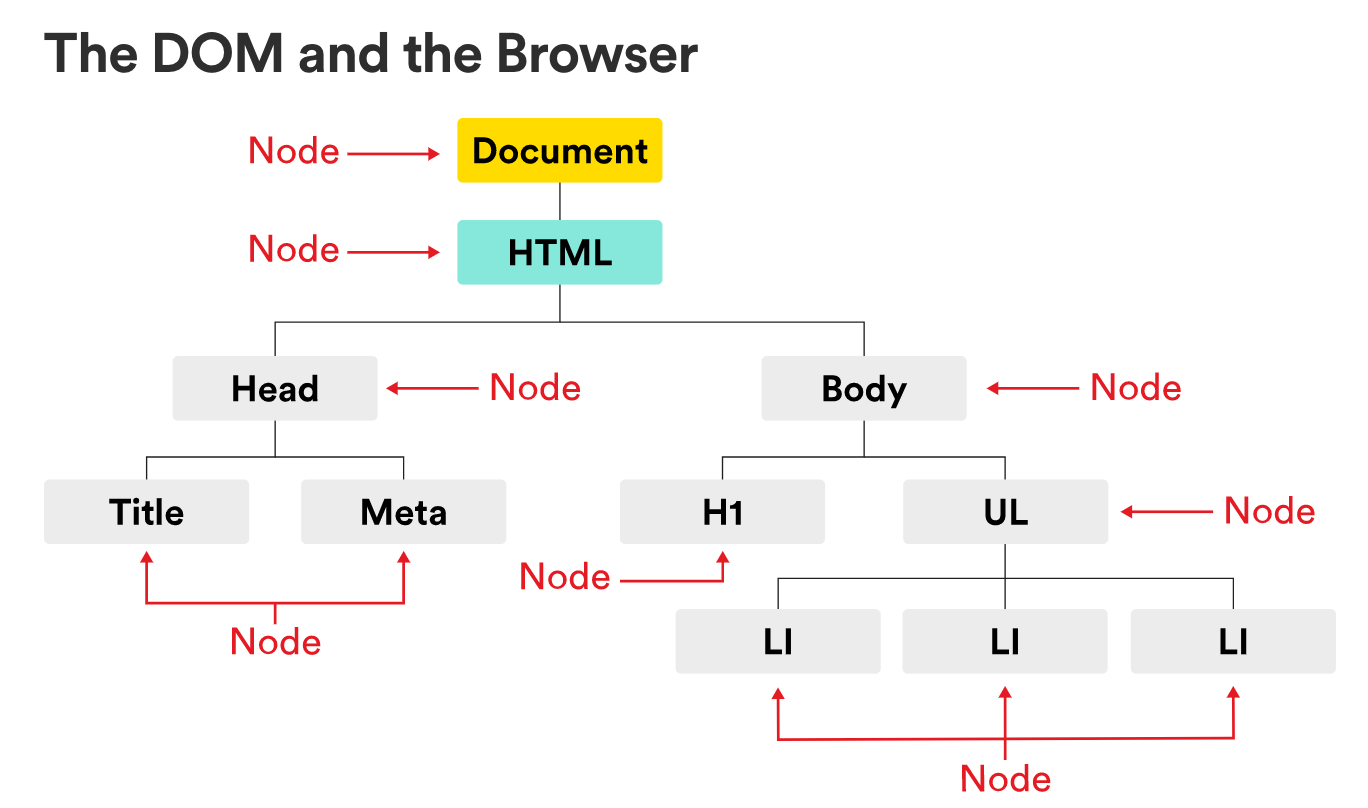 The DOM and the Browser
Node
Document
Node
HTML
Head
Node
Body
Node
Title
Meta
H1
UL
Node
Node
Node
LI
LI
LI
Node